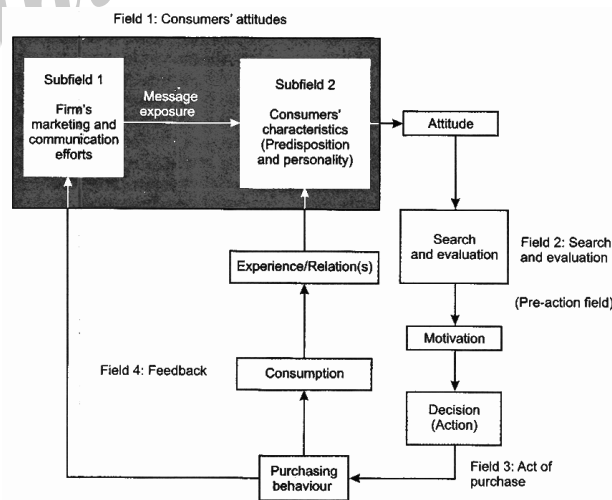 Field 1: Consumers' attitudes
Subfield 1
Firm's
marketing and
communication
efforts
Message
exposure
Subfield 2
Consumers'
characteristics
(Predisposition
and personality)
Attitude
Search
and evaluation
Field 2: Search
and evaluation
(Pre-action field)
Experience/Relation(s)
Motivation
Field 4: Feedback
Consumption
Decision
(Action)
Purchasing
behaviour
Field 3: Act of
purchase